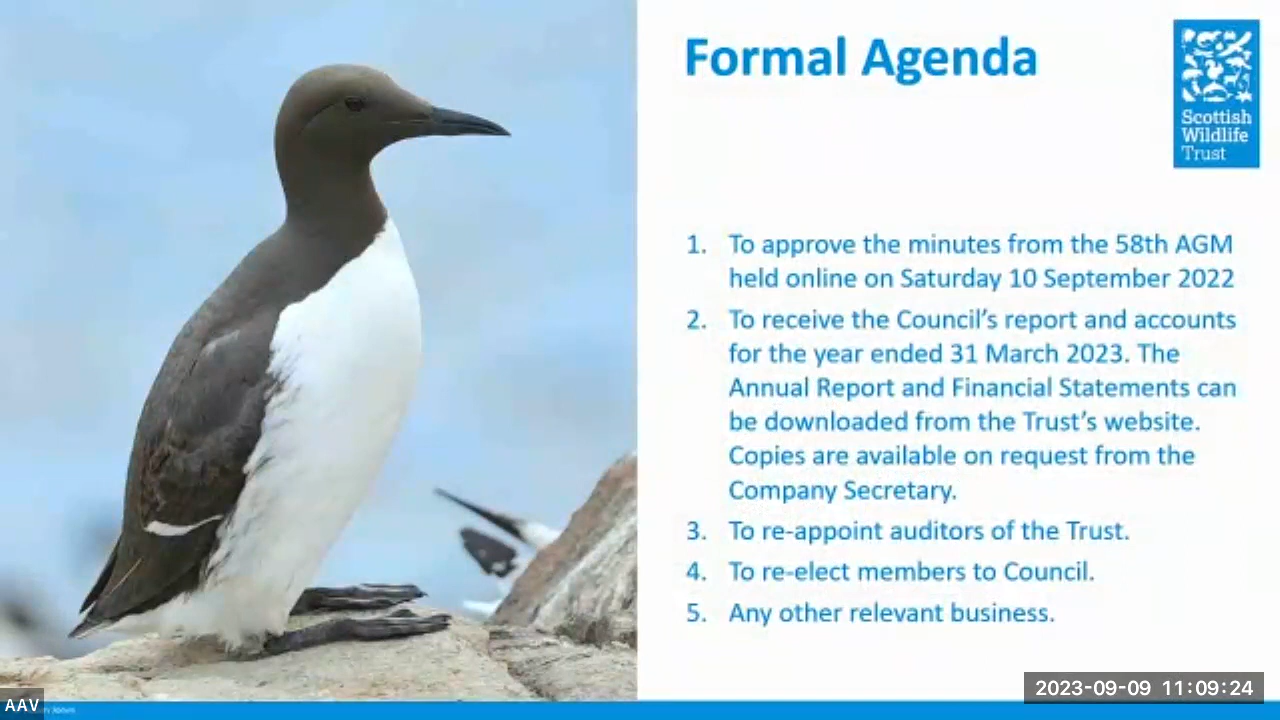 Formal Agenda
Scottish
Wildlife
Trust
1. To approve the minutes from the 58th AGM
held online on Saturday 10 September 2022
2. To receive the Council’s report and accounts
for the year ended 31 March 2023. The
Annual Report and Financial Statements can
be downloaded from the Trust’s website.
Copies are available on request from the
Company Secretary.
3. To re-appoint auditors of the Trust.
4. To re-elect members to Council.
5. Any other relevant business.
2023-09-09 11:09:24
AAV